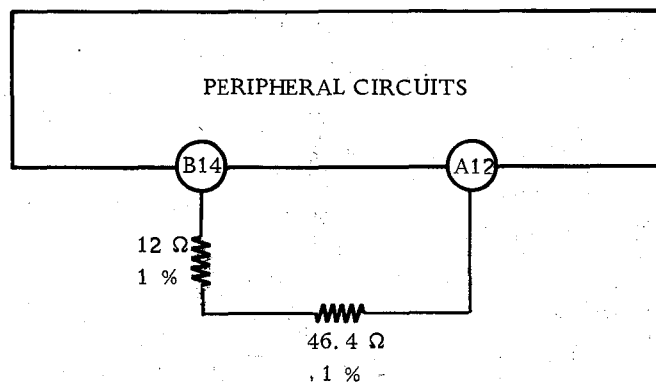 PERIPHERAL CIRCUITS
B14
A12
12 Ω
1 %
46.4 Ω
1 %